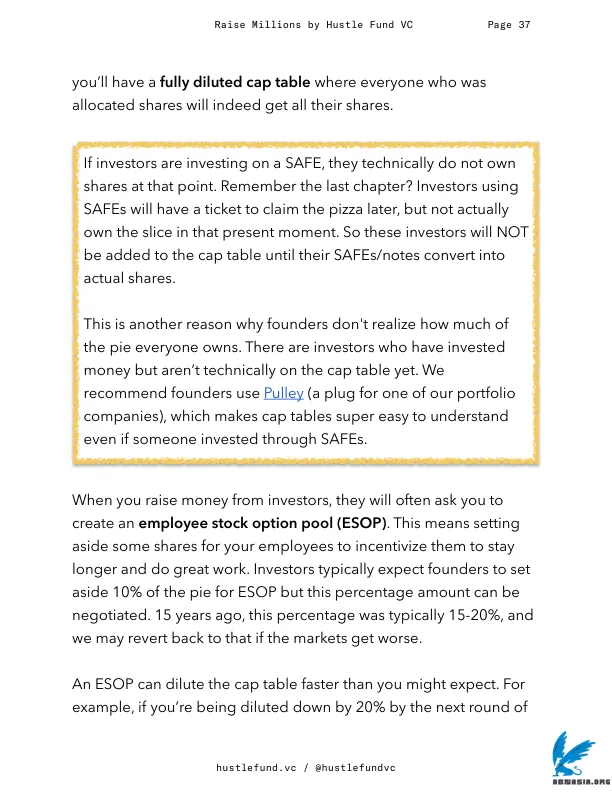 Raise Millions by Hustle Fund VC Page 37
you’ll have a fully diluted cap table where everyone who was
allocated shares will indeed get all their shares.
If investors are investing on a SAFE, they technically do not own
shares at that point. Remember the last chapter? Investors using
SAFEs will have a ticket to claim the pizza later, but not actually
own the slice in that present moment. So these investors will NOT
be added to the cap table until their SAFEs/notes convert into
actual shares.
This is another reason why founders don't realize how much of
the pie everyone owns. There are investors who have invested
money but aren’t technically on the cap table yet. We
recommend founders use Pulley (a plug for one of our portfolio
companies), which makes cap tables super easy to understand
even if someone invested through SAFEs.
When you raise money from investors, they will often ask you to
create an employee stock option pool (ESOP). This means setting
aside some shares for your employees to incentivize them to stay
longer and do great work. Investors typically expect founders to set
aside 10% of the pie for ESOP but this percentage amount can be
negotiated. 15 years ago, this percentage was typically 15-20%, and
we may revert back to that if the markets get worse.
An ESOP can dilute the cap table faster than you might expect. For
example, if you’re being diluted down by 20% by the next round of
hustlefund.vc / @hustlefundvc
ABNASIA.ORG